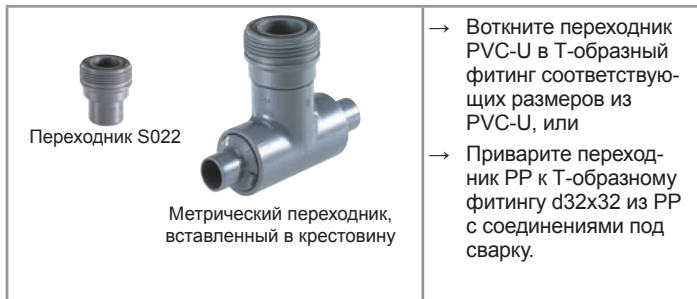 Переходник S022
Метрический переходник,
вставленный в крестовину
→ Воткните переходник
PVC-U в Т-образный
фитинг соответствую-
щих размеров из
PVC-U, или
→ Приварите переход-
ник PP к Т-образному
фитингу d32x32 из PP
с соединениями под
сварку.